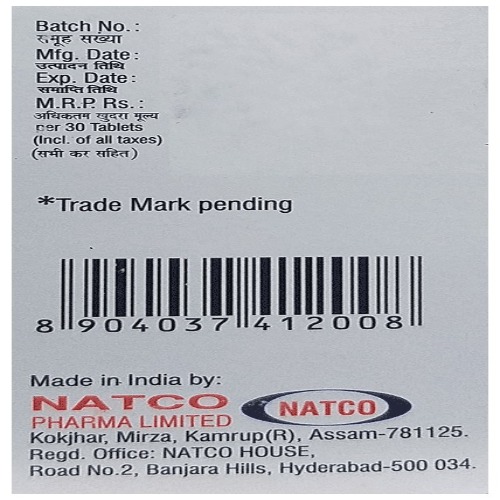 Batch No. :
समूह संख्या
Mfg. Date :
उत्पादन तिथि
Exp. Date :
समाप्ति तिथि
M.R.P. Rs. :
अधिकतम खुदरा मूल्य
per 30 Tablets
(Incl. of all taxes)
(सभी कर सहित)
*Trade Mark pending
8 904037 412008
Made in India by:
NATCO
PHARMA LIMITED
NATCO
Kokjhar, Mirza, Kamrup(R), Assam-781125.
Regd. Office: NATCO HOUSE,
Road No.2, Banjara Hills, Hyderabad-500 034.